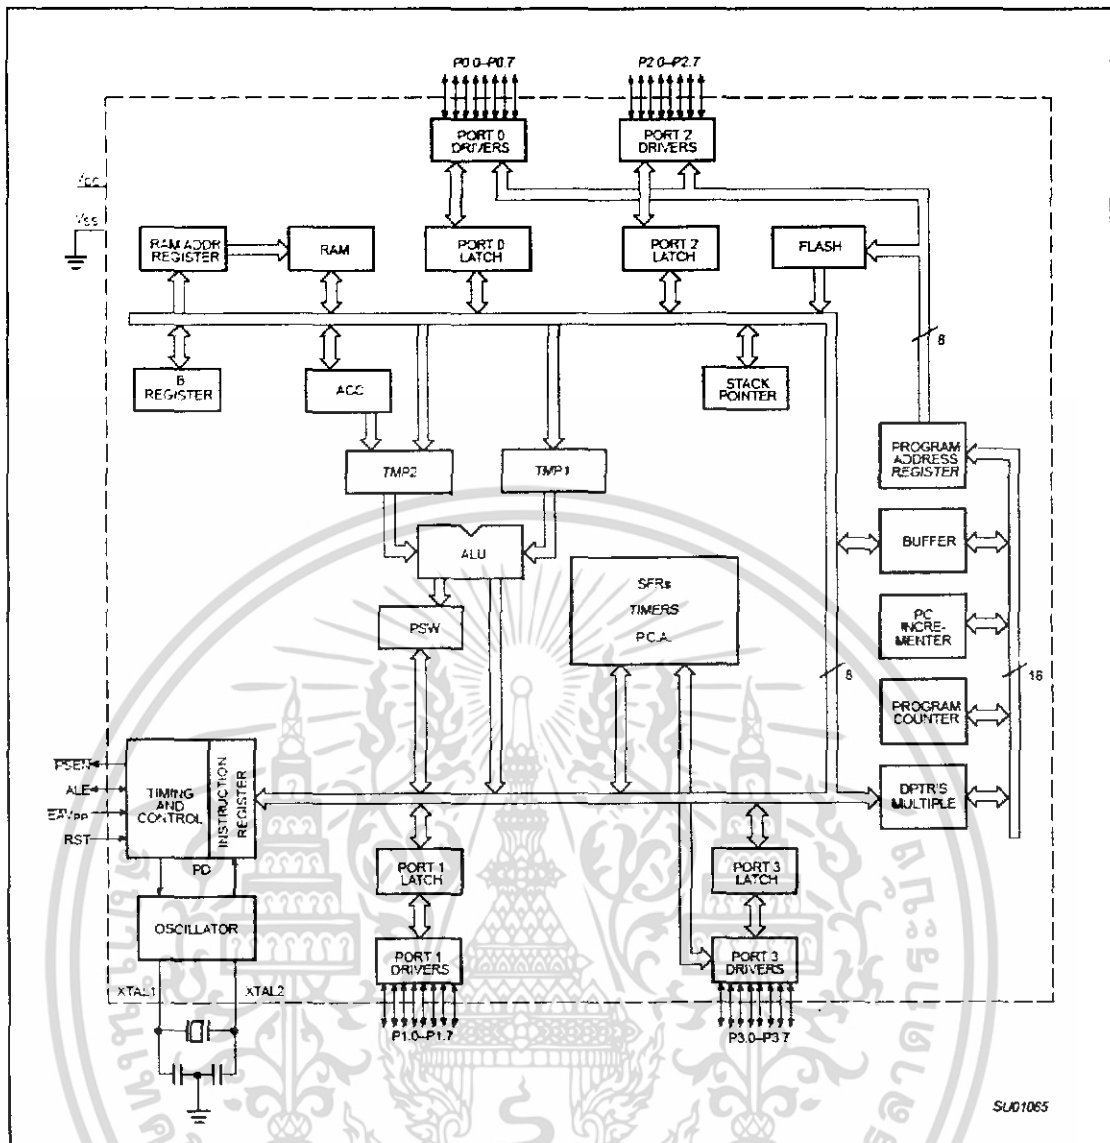 P0.0–P0.7
P2.0–P2.7
PORT 0
DRIVERS
PORT 2
DRIVERS
VCC
VSS
RAM ADDR
REGISTER
RAM
PORT 0
LATCH
PORT 2
LATCH
FLASH
8
B
REGISTER
ACC
STACK
POINTER
PROGRAM
ADDRESS
REGISTER
TMP2
TMP1
ALU
BUFFER
SFRs
TIMERS
P.C.A.
PSW
PC
INCRE-
MENTER
8
16
PROGRAM
COUNTER
PSEN
ALE
EAVPP
RST
TIMING
AND
CONTROL
INSTRUCTION
REGISTER
DPTR'S
MULTIPLE
PD
PORT 1
LATCH
PORT 3
LATCH
OSCILLATOR
PORT 1
DRIVERS
PORT 3
DRIVERS
XTAL1
XTAL2
P1.0–P1.7
P3.0–P3.7
SU01065